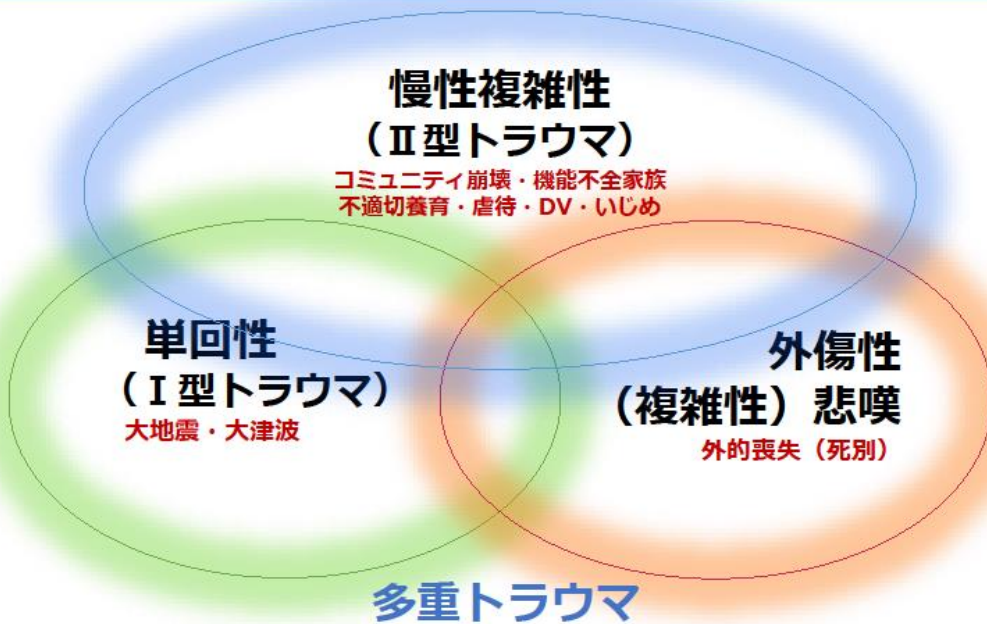 慢性複雑性
（Ⅱ型トラウマ）
コミュニティ崩壊・機能不全家族
不適切養育・虐待・DV・いじめ
単回性
（Ⅰ型トラウマ）
大地震・大津波
外傷性
（複雑性）悲嘆
外的喪失（死別）
多重トラウマ